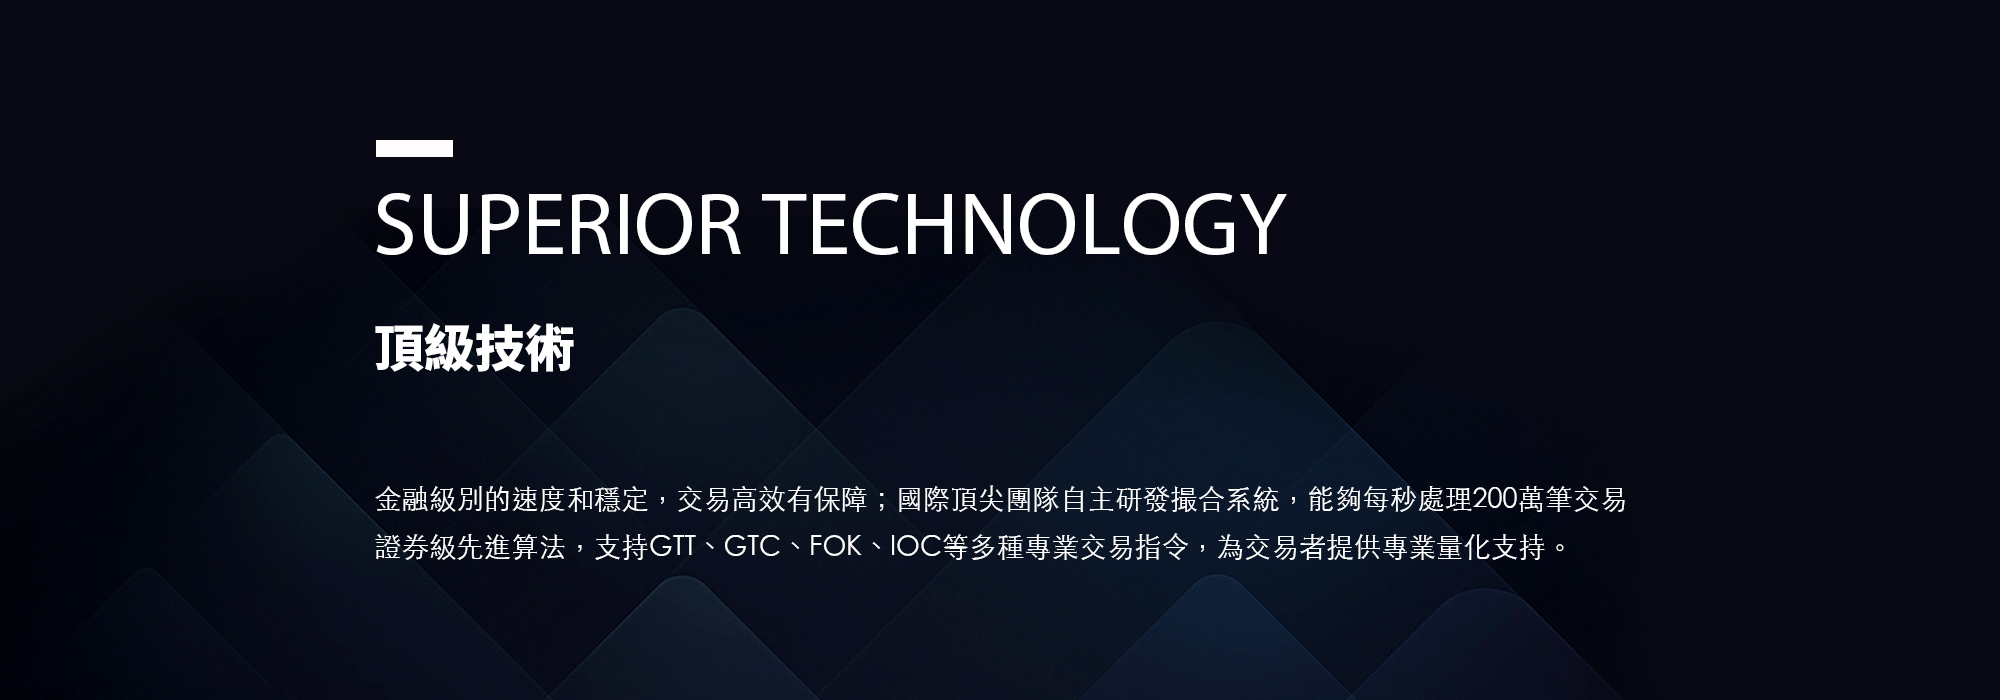 SUPERIOR TECHNOLOGY
頂級技術
金融級別的速度和穩定，交易高效有保障；國際頂尖團隊自主研發撮合系統，能夠每秒處理200萬筆交易
證券級先進算法，支持GTT、GTC、FOK、IOC等多種專業交易指令，為交易者提供專業量化支持。